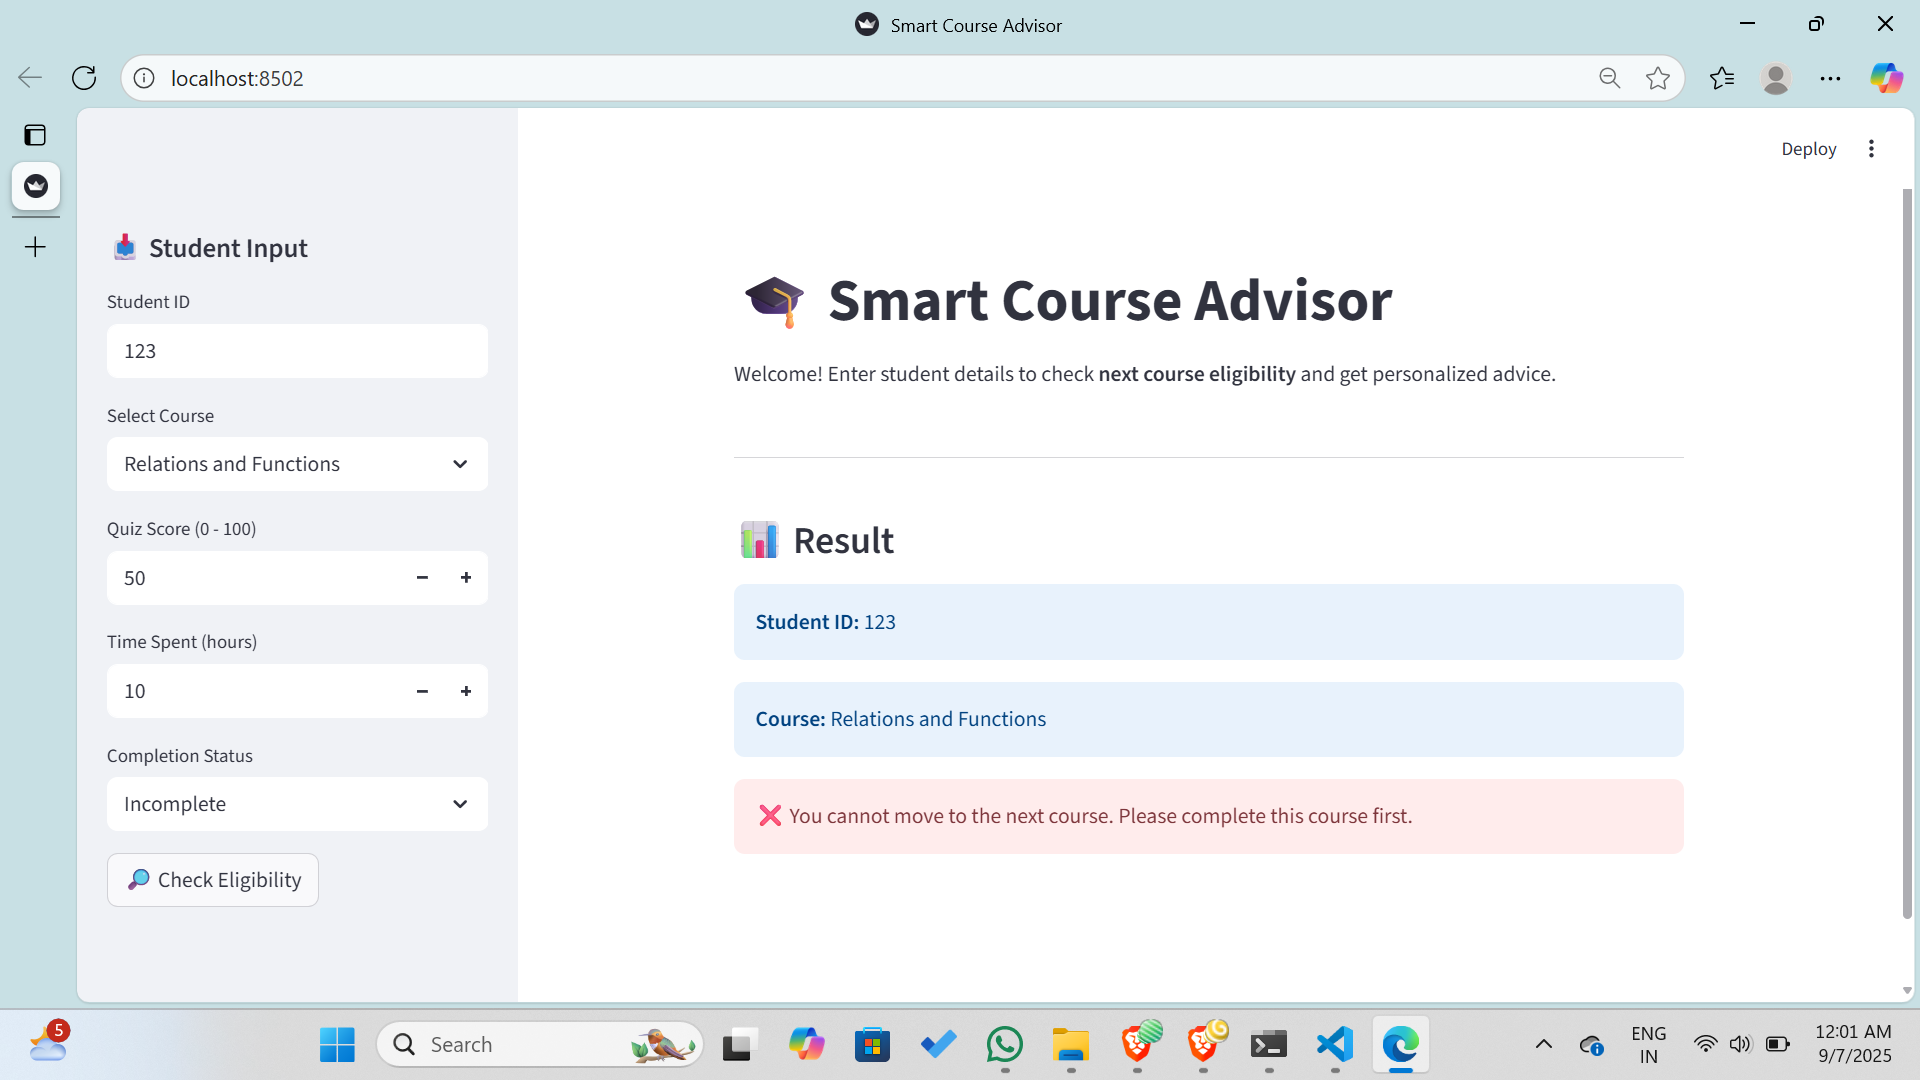 Smart Course Advisor
localhost:8502
Deploy
Student Input
Student ID
123
Select Course
Relations and Functions
Quiz Score (0 - 100)
50
Time Spent (hours)
10
Completion Status
Incomplete
Check Eligibility
Smart Course Advisor
Welcome! Enter student details to check next course eligibility and get personalized advice.
Result
Student ID: 123
Course: Relations and Functions
You cannot move to the next course. Please complete this course first.
5
Search
ENG
IN
12:01 AM
9/7/2025